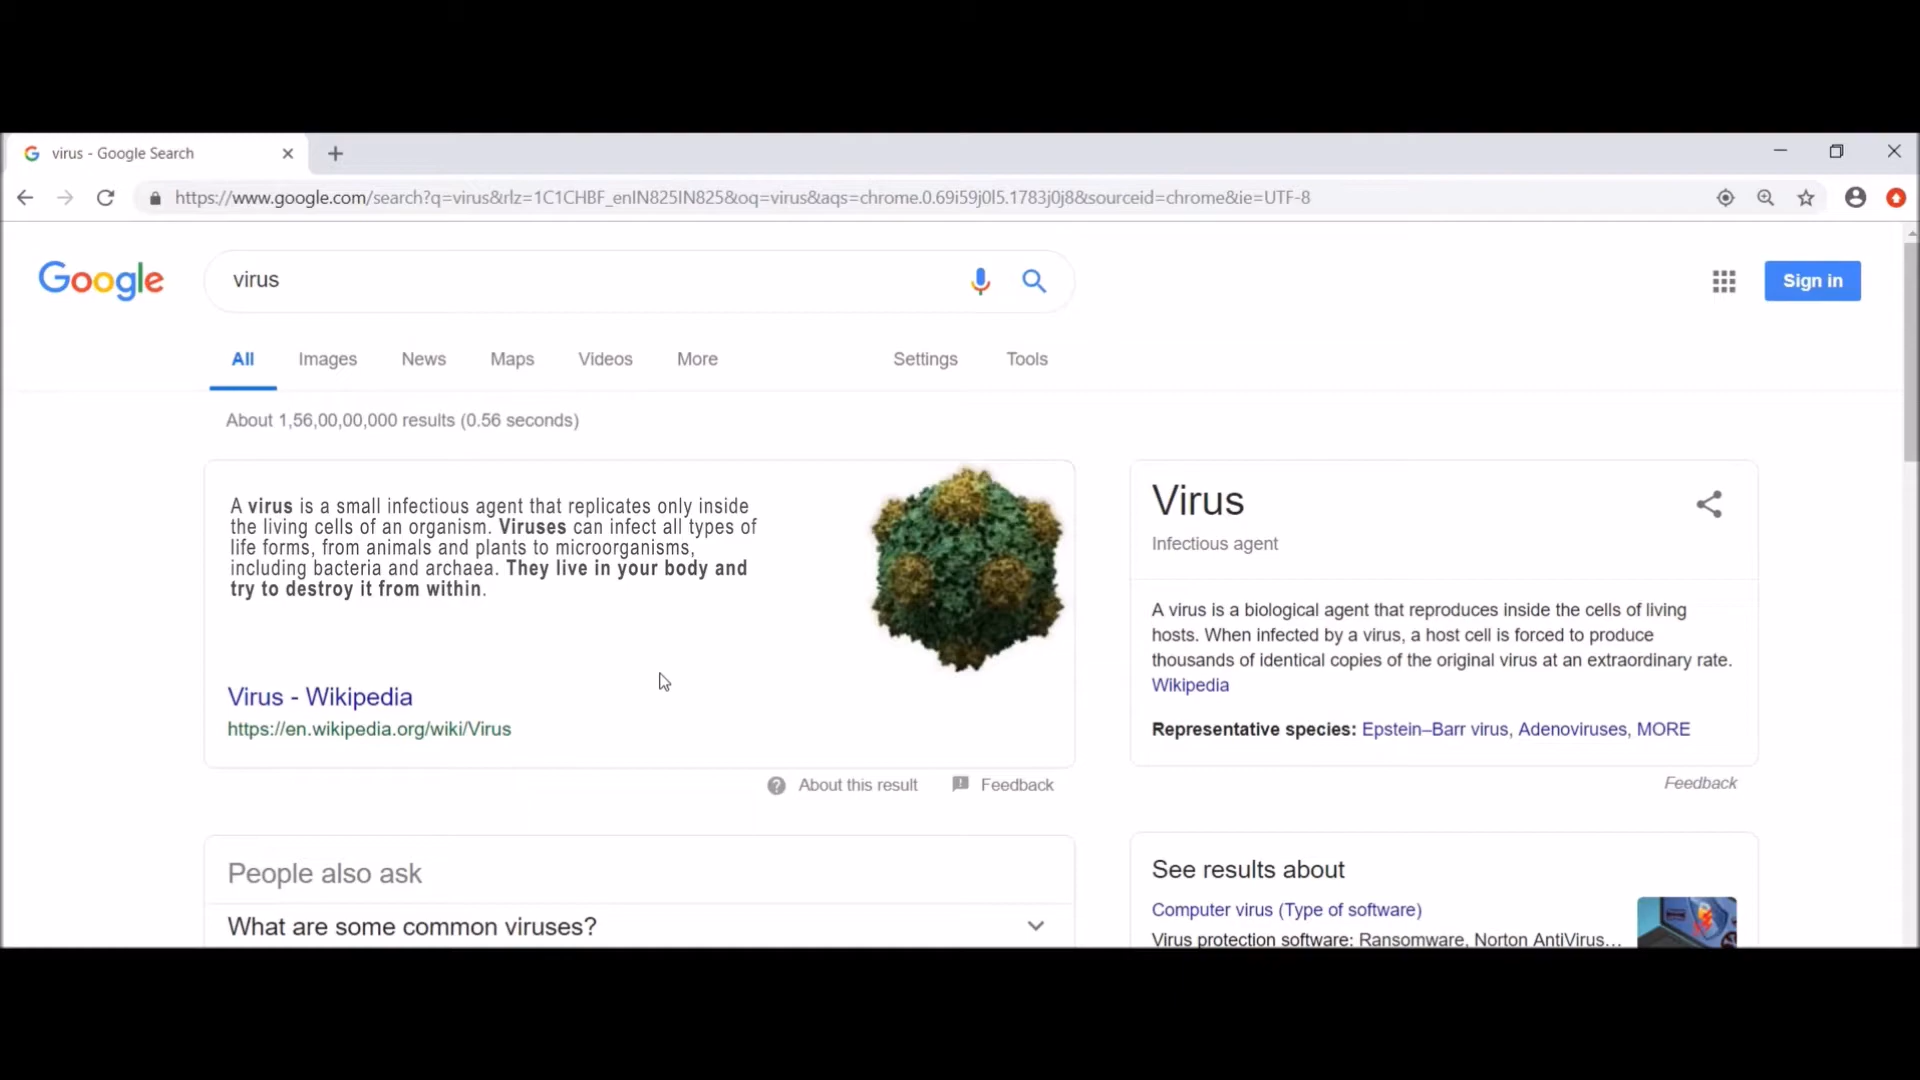 virus - Google Search
https://www.google.com/search?q=virus&rlz=1C1CHBF_enIN825IN825&oq=virus&aqs=chrome.0.69i59j0l5.1783j0j8&sourceid=chrome&ie=UTF-8
Google
virus
Sign in
All Images News Maps Videos More Settings Tools
About 1,56,00,00,000 results (0.56 seconds)
A virus is a small infectious agent that replicates only inside
the living cells of an organism. Viruses can infect all types of
life forms, from animals and plants to microorganisms,
including bacteria and archaea. They live in your body and
try to destroy it from within.
Virus - Wikipedia
https://en.wikipedia.org/wiki/Virus
About this result Feedback
People also ask
What are some common viruses?
Virus
Infectious agent
A virus is a biological agent that reproduces inside the cells of living
hosts. When infected by a virus, a host cell is forced to produce
thousands of identical copies of the original virus at an extraordinary rate.
Wikipedia
Representative species: Epstein–Barr virus, Adenoviruses, MORE
Feedback
See results about
Computer virus (Type of software)
Virus protection software: Ransomware, Norton AntiVirus...